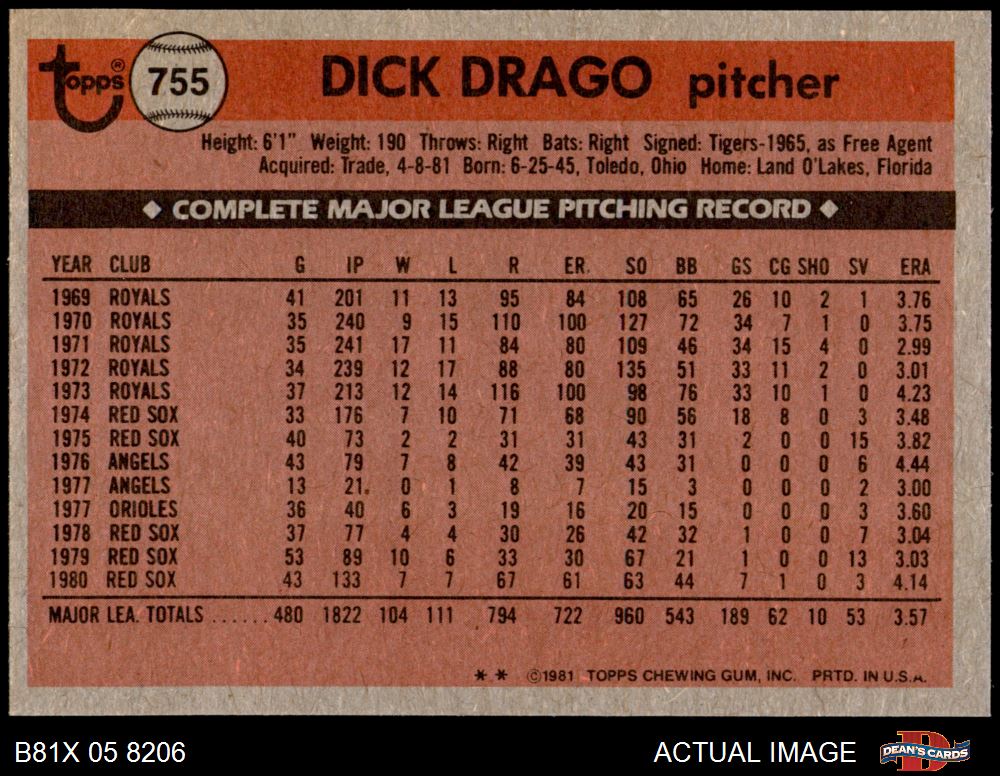 Topps® 755 DICK DRAGO pitcher
Height: 6'1" Weight: 190 Throws: Right Bats: Right Signed: Tigers-1965, as Free Agent
Acquired: Trade, 4-8-81 Born: 6-25-45, Toledo, Ohio Home: Land O'Lakes, Florida
◆ COMPLETE MAJOR LEAGUE PITCHING RECORD ◆
YEAR CLUB G IP W L R ER. SO BB GS CG SHO SV ERA
1969 ROYALS 41 201 11 13 95 84 108 65 26 10 2 1 3.76
1970 ROYALS 35 240 9 15 110 100 127 72 34 7 1 0 3.75
1971 ROYALS 35 241 17 11 84 80 109 46 34 15 4 0 2.99
1972 ROYALS 34 239 12 17 88 80 135 51 33 11 2 0 3.01
1973 ROYALS 37 213 12 14 116 100 98 76 33 10 1 0 4.23
1974 RED SOX 33 176 7 10 71 68 90 56 18 8 0 3 3.48
1975 RED SOX 40 73 2 2 31 31 43 31 2 0 0 15 3.82
1976 ANGELS 43 79 7 8 42 39 43 31 0 0 0 6 4.44
1977 ANGELS 13 21. 0 1 8 7 15 3 0 0 0 2 3.00
1977 ORIOLES 36 40 6 3 19 16 20 15 0 0 0 3 3.60
1978 RED SOX 37 77 4 4 30 26 42 32 1 0 0 7 3.04
1979 RED SOX 53 89 10 6 33 30 67 21 1 0 0 13 3.03
1980 RED SOX 43 133 7 7 67 61 63 44 7 1 0 3 4.14
MAJOR LEA. TOTALS ...... 480 1822 104 111 794 722 960 543 189 62 10 53 3.57
* * ©1981 TOPPS CHEWING GUM, INC. PRTD. IN U.S.A.
B81X 05 8206 ACTUAL IMAGE DEAN'S CARDS